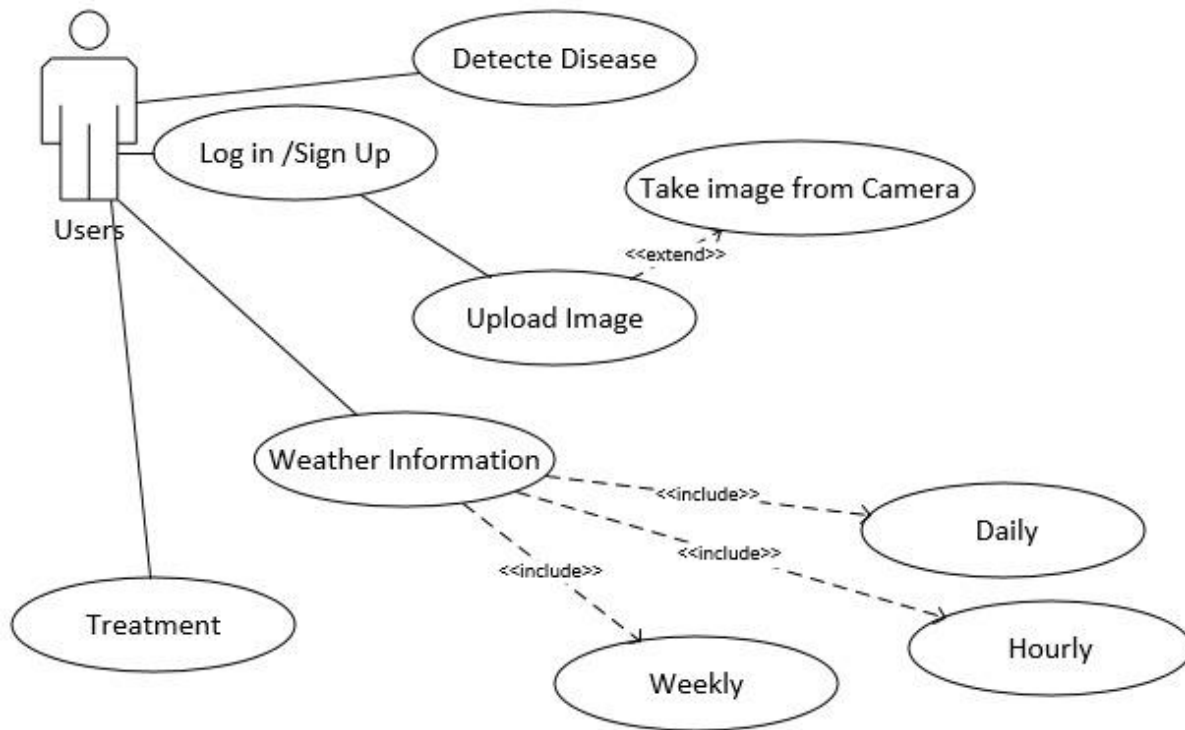 Detecte Disease
Log in /Sign Up
Take image from Camera
Users
<<extend>>
Upload Image
Weather Information
<<include>>
Daily
<<include>>
<<include>>
Treatment
Hourly
Weekly